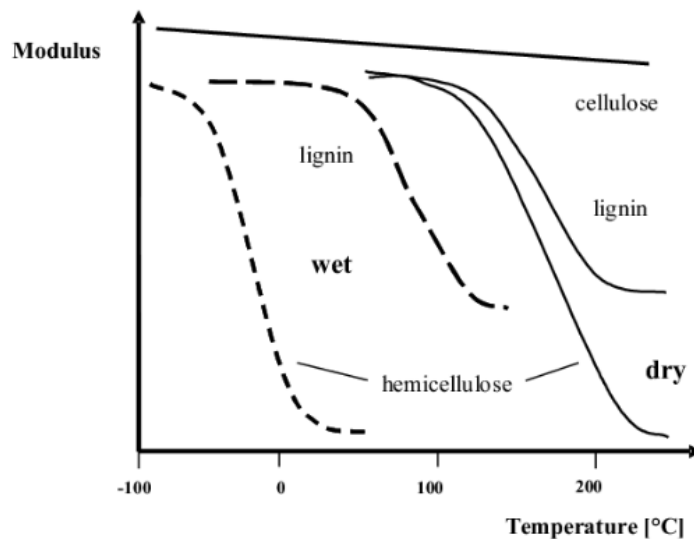 Modulus
cellulose
lignin
lignin
wet
dry
hemicellulose
-100 0 100 200
Temperature [°C]